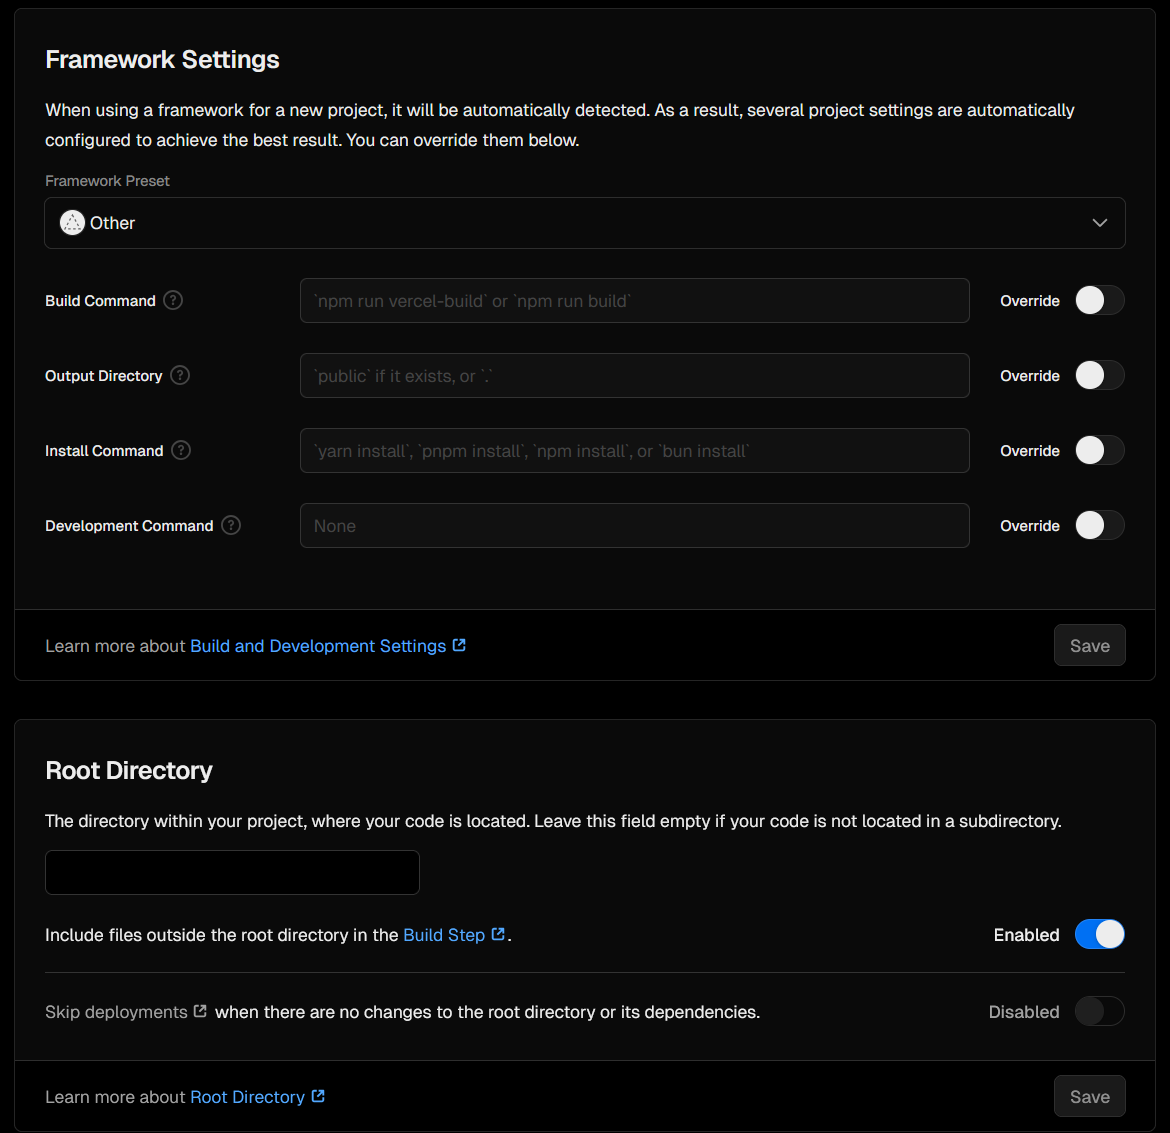 Framework Settings
When using a framework for a new project, it will be automatically detected. As a result, several project settings are automatically
configured to achieve the best result. You can override them below.
Framework Preset
Other
Build Command ?
`npm run vercel-build` or `npm run build`
Override
Output Directory ?
`public` if it exists, or `.`
Override
Install Command ?
`yarn install`, `pnpm install`, `npm install`, or `bun install`
Override
Development Command ?
None
Override
Learn more about Build and Development Settings
Save
Root Directory
The directory within your project, where your code is located. Leave this field empty if your code is not located in a subdirectory.
Include files outside the root directory in the Build Step .
Enabled
Skip deployments when there are no changes to the root directory or its dependencies.
Disabled
Learn more about Root Directory
Save